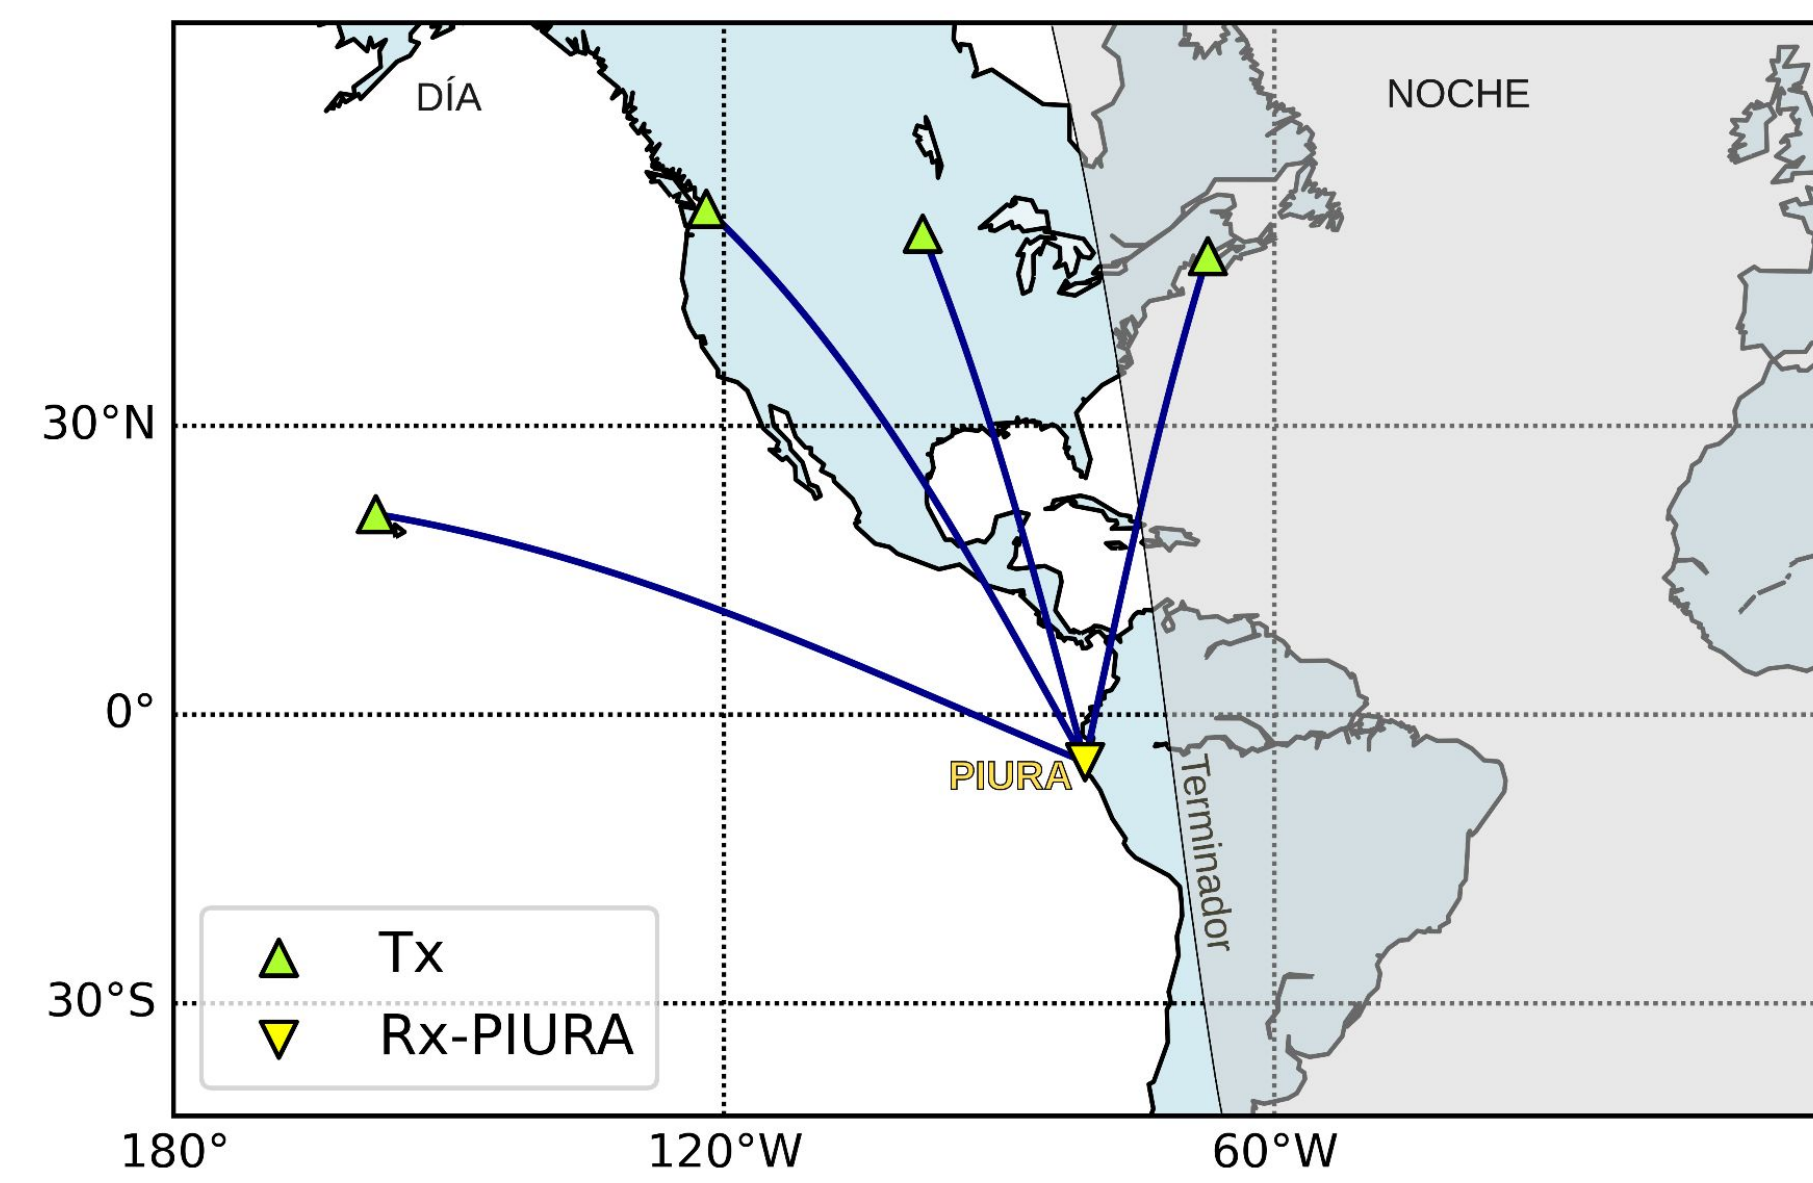 DÍA
NOCHE
30°N
0°
PIURA
Terminador
30°S
Tx
Rx-PIURA
180°
120°W
60°W